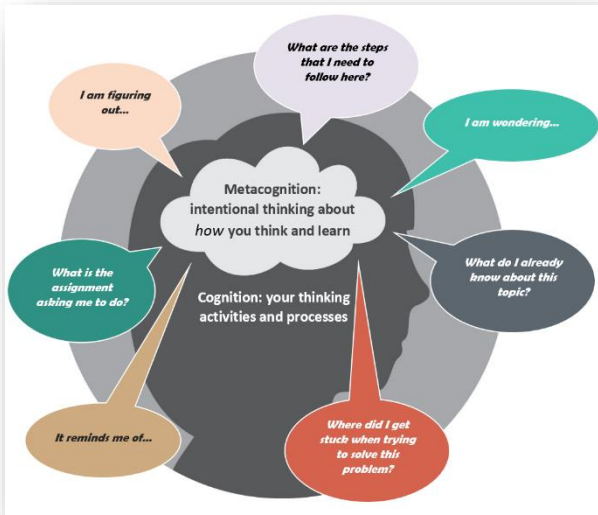 What are the steps
that I need to
follow here?
I am figuring
out...
I am wondering...
Metacognition:
intentional thinking about
how you think and learn
What is the
assignment
asking me to do?
What do I already
know about this
topic?
Cognition: your thinking
activities and processes
It reminds me of...
Where did I get
stuck when trying
to solve this
problem?